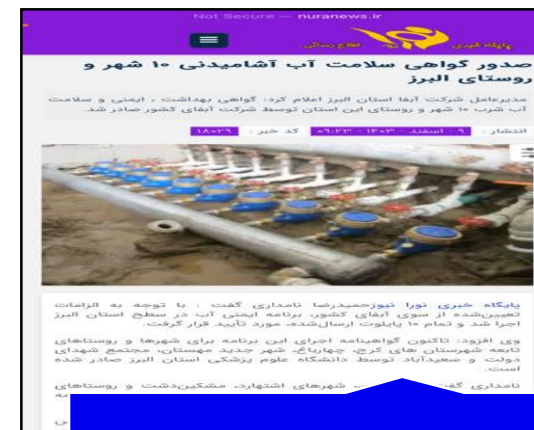 Not Secure — nuranews.ir
پایگاه خبری اطلاع رسانی
صدور گواهی سلامت آب آشامیدنی ۱۰ شهر و
روستای البرز
مدیرعامل شرکت آبفا استان البرز اعلام کرد: گواهی بهداشت ، ایمنی و سلامت
آب شرب ۱۰ شهر و روستای این استان توسط شرکت آبفای کشور صادر شد.
انتشار : ۹ - اسفند - ۱۴۰۳ - ۰۹:۲۳ کد خبر : ۱۸۰۲۹
پایگاه خبری نورا نیوزحمیدرضا نامداری گفت : با توجه به الزامات
تعیین‌شده از سوی آبفای کشور، برنامه ایمنی آب در سطح استان البرز
اجرا شد و تمام ۱۰ پایلوت ارسال‌شده، مورد تأیید قرار گرفت.
وی افزود: تاکنون گواهینامه اجرای این برنامه برای شهرها و روستاهای
تابعه شهرستان های کرج، چهارباغ، شهر جدید مهستان، مجتمع شهدای
دولت و سعیدآباد توسط دانشگاه علوم پزشکی استان البرز صادر شده
است.
نامداری شهرهای اشتهارد، مشکین‌دشت و روستاهای
به